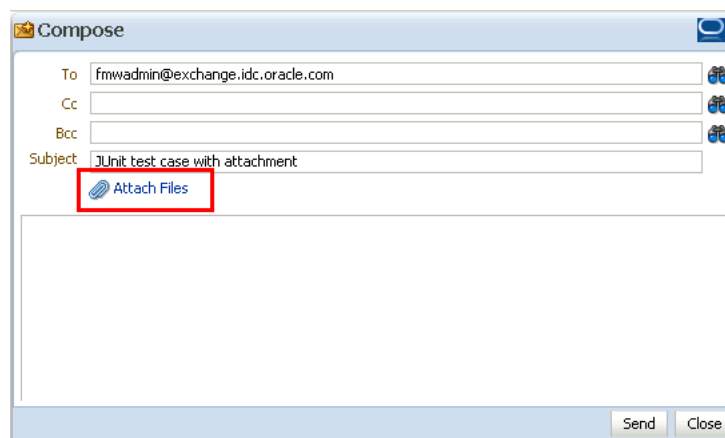 Compose
To fmwadmin@exchange.idc.oracle.com
Cc
Bcc
Subject JUnit test case with attachment
Attach Files
Send Close